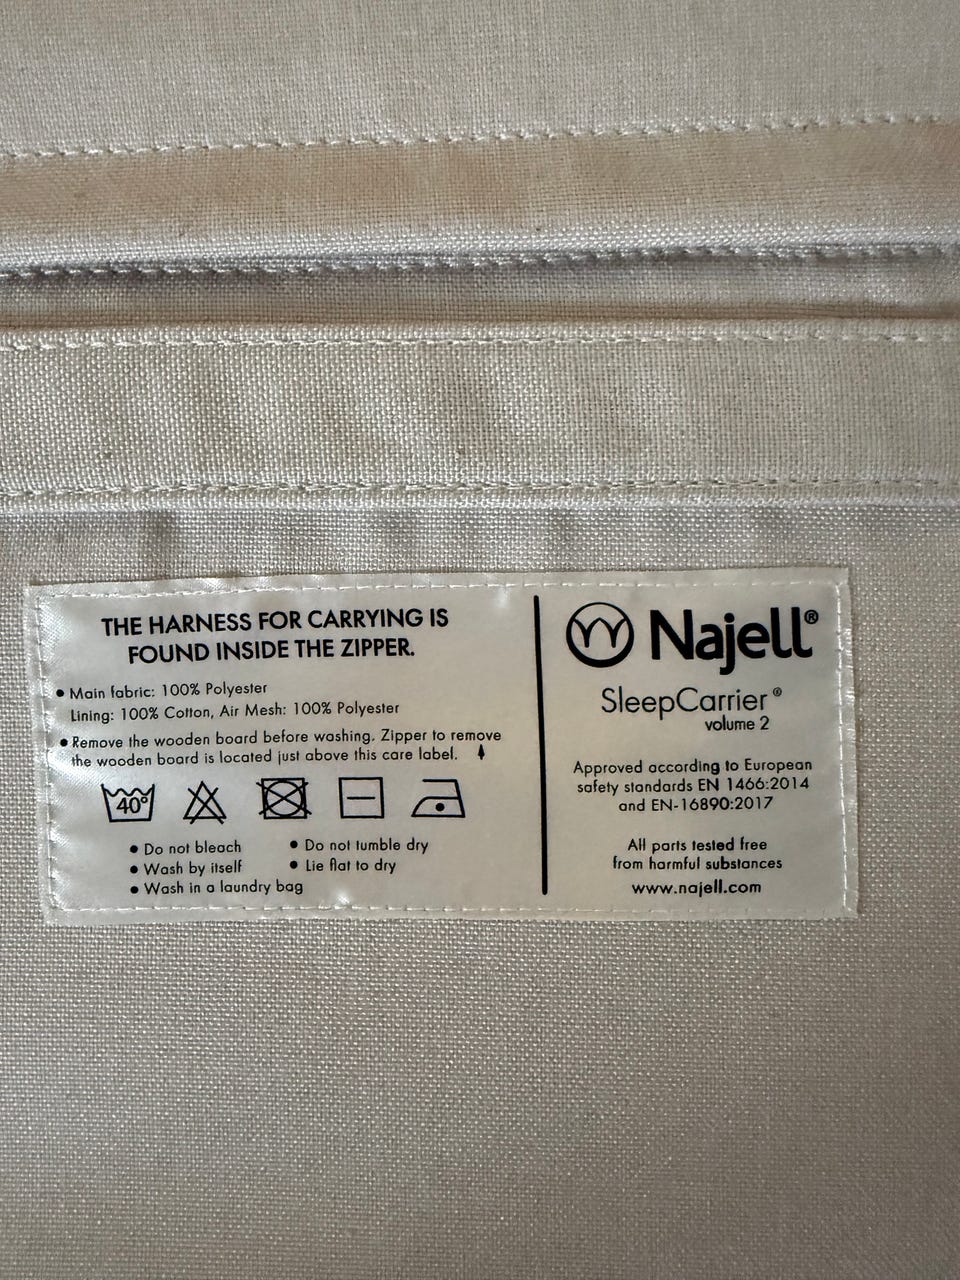 THE HARNESS FOR CARRYING IS
FOUND INSIDE THE ZIPPER.
• Main fabric: 100% Polyester
Lining: 100% Cotton, Air Mesh: 100% Polyester
• Remove the wooden board before washing. Zipper to remove
the wooden board is located just above this care label.
40°
• Do not bleach
• Wash by itself
• Wash in a laundry bag
• Do not tumble dry
• Lie flat to dry
Najell®
SleepCarrier®
volume 2
Approved according to European
safety standards EN 1466:2014
and EN-16890:2017
All parts tested free
from harmful substances
www.najell.com